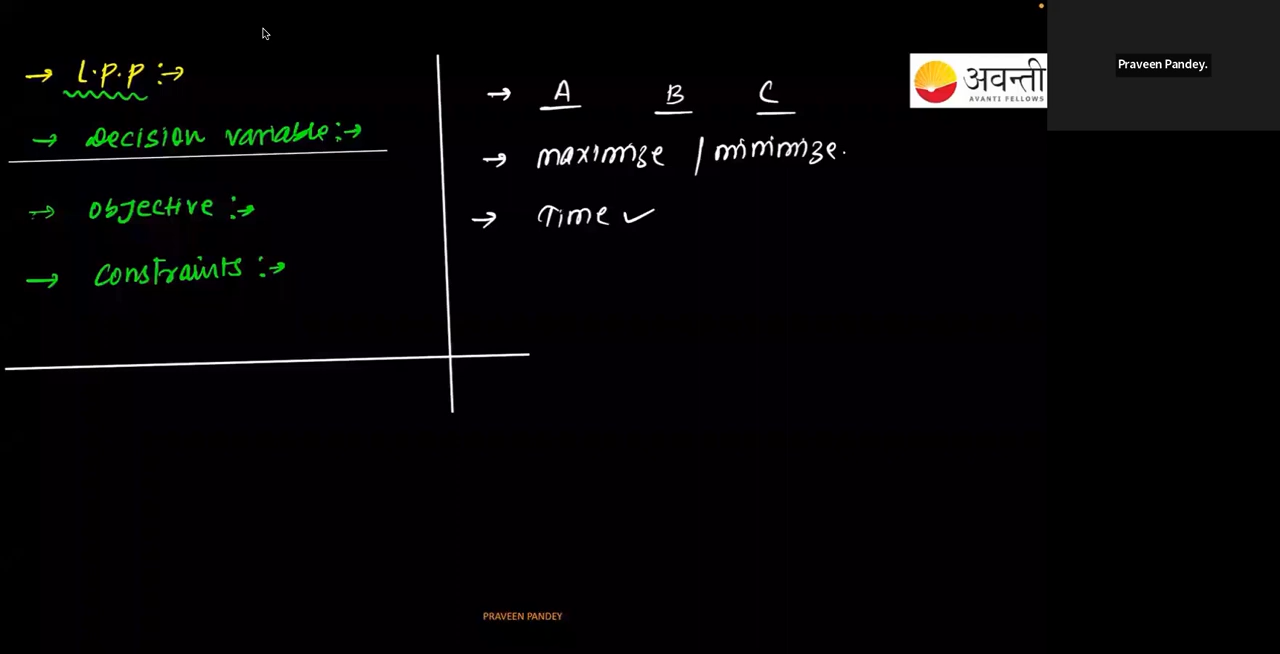 → L.P.P :→
→ Decision variable :→
→ Objective :→
→ constraints :→
→ A B C
→ maximize / minimize.
→ Time ✓
अवन्ती
AVANTI FELLOWS
Praveen Pandey.
PRAVEEN PANDEY